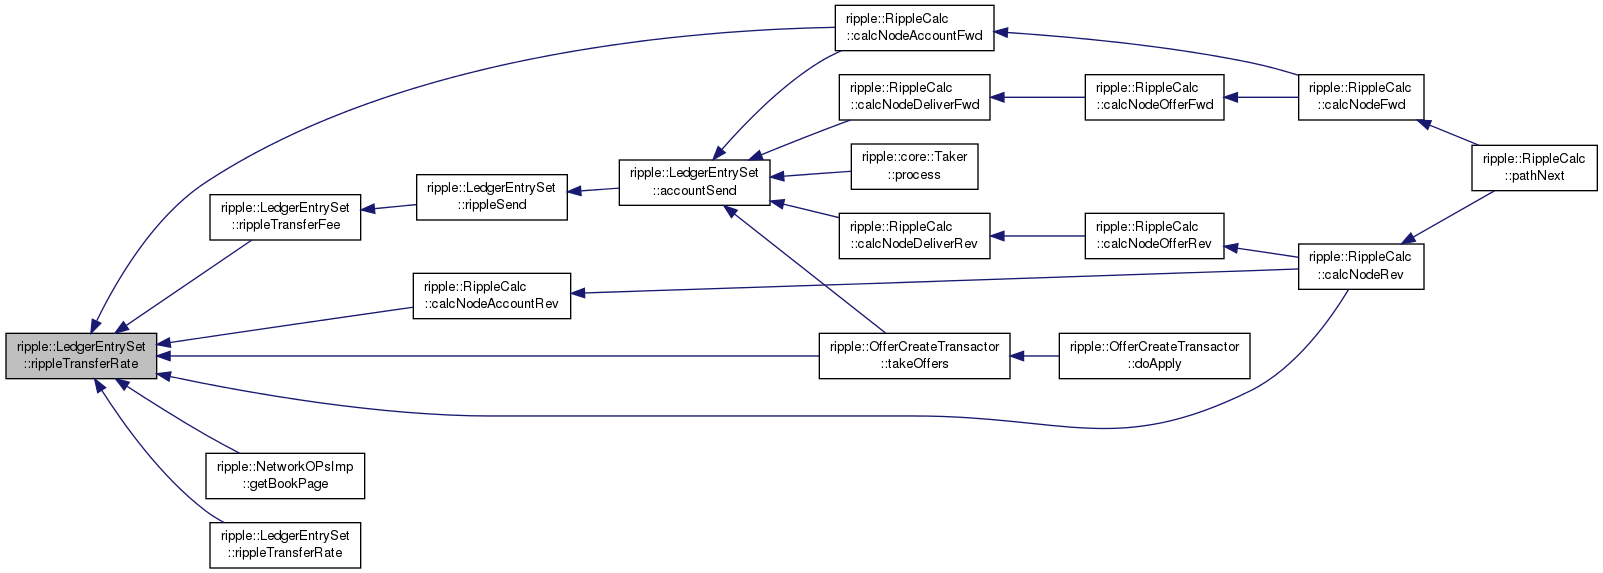 ripple::RippleCalc
::calcNodeAccountFwd
ripple::RippleCalc
::calcNodeDeliverFwd
ripple::RippleCalc
::calcNodeOfferFwd
ripple::RippleCalc
::calcNodeFwd
ripple::core::Taker
::process
ripple::RippleCalc
::pathNext
ripple::LedgerEntrySet
::accountSend
ripple::LedgerEntrySet
::rippleSend
ripple::LedgerEntrySet
::rippleTransferFee
ripple::RippleCalc
::calcNodeDeliverRev
ripple::RippleCalc
::calcNodeOfferRev
ripple::RippleCalc
::calcNodeRev
ripple::RippleCalc
::calcNodeAccountRev
ripple::LedgerEntrySet
::rippleTransferRate
ripple::OfferCreateTransactor
::takeOffers
ripple::OfferCreateTransactor
::doApply
ripple::NetworkOPsImp
::getBookPage
ripple::LedgerEntrySet
::rippleTransferRate